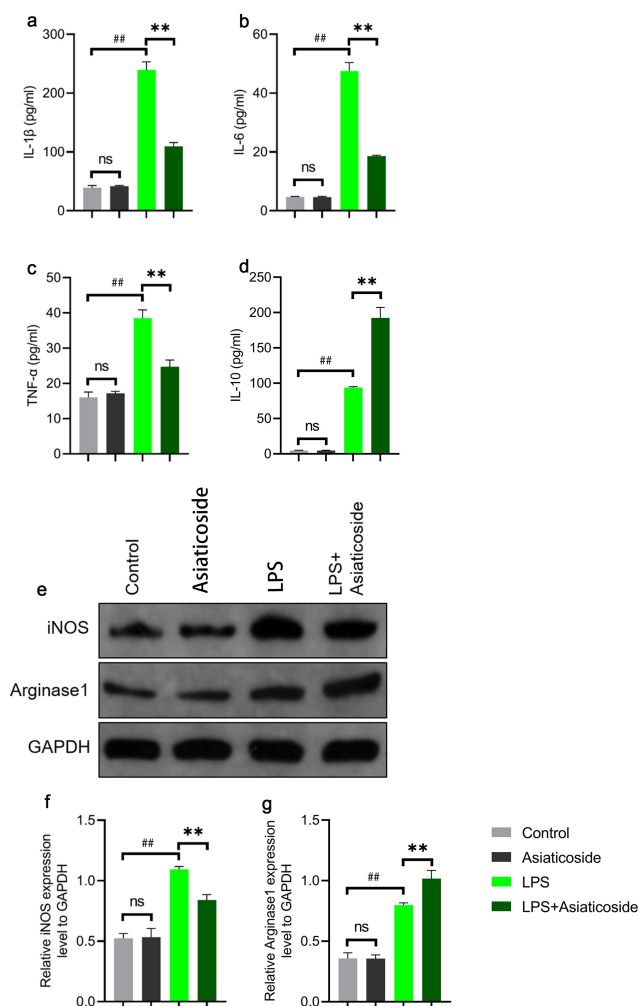 a
IL-1β (pg/ml)
300
200
100
0
##
**
ns
b
IL-6 (pg/ml)
60
40
20
0
##
**
ns
c
TNF-α (pg/ml)
50
40
30
20
10
0
##
**
ns
d
IL-10 (pg/ml)
250
200
150
100
50
0
##
**
ns
e
Control
Asiaticoside
LPS
LPS+
Asiaticoside
iNOS
Arginase1
GAPDH
f
Relative iNOS expression
level to GAPDH
1.5
1.0
0.5
0.0
##
**
ns
g
Relative Arginase1 expression
level to GAPDH
1.5
1.0
0.5
0.0
##
**
ns
Control
Asiaticoside
LPS
LPS+Asiaticoside